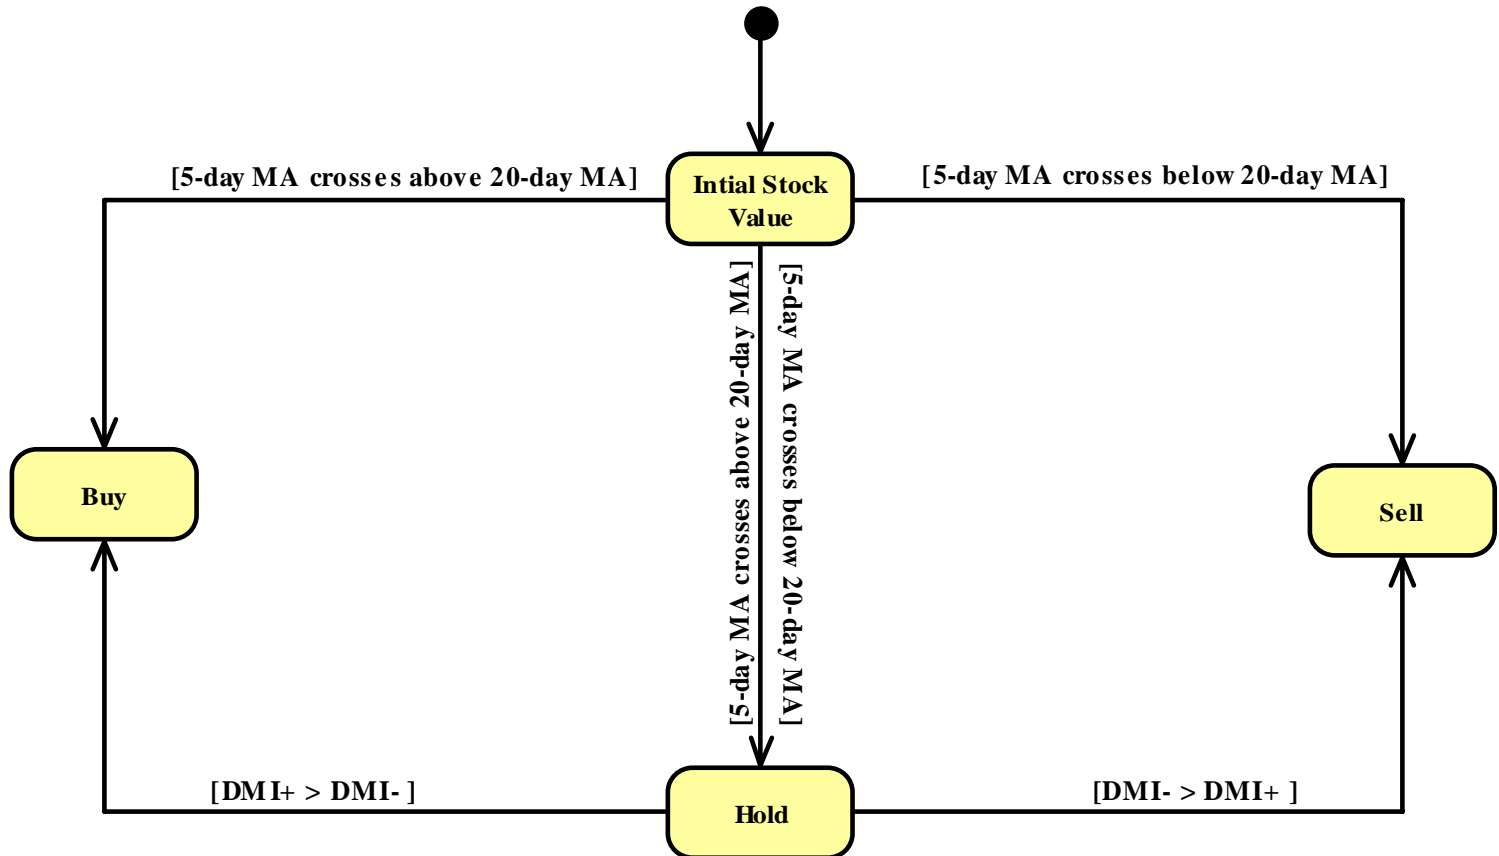 [5-day MA crosses above 20-day MA]
[5-day MA crosses below 20-day MA]
Intial Stock
Value
[5-day MA crosses above 20-day MA]
[5-day MA crosses below 20-day MA]
Buy
Sell
[DMI+ > DMI- ]
[DMI- > DMI+ ]
Hold